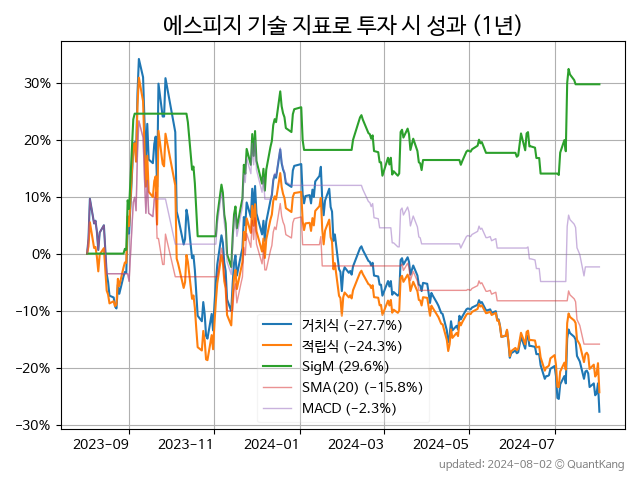 에스피지 기술 지표로 투자 시 성과 (1년)
30%
20%
10%
0%
−10%
−20%
−30%
거치식 (−27.7%)
적립식 (−24.3%)
SigM (29.6%)
SMA(20) (−15.8%)
MACD (−2.3%)
2023-09 2023-11 2024-01 2024-03 2024-05 2024-07
updated: 2024-08-02 © QuantKang